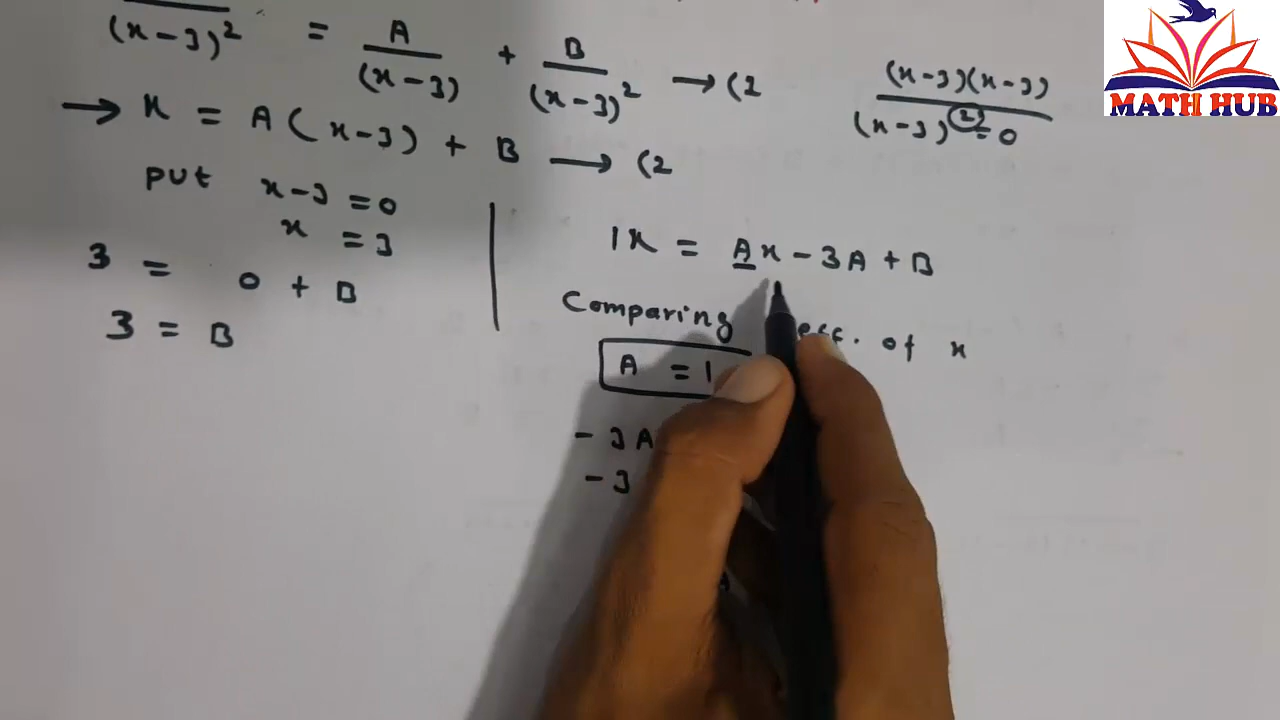 (x-3)² = A/(x-3) + B/(x-3)² → (2
→ x = A(x-3) + B → (2
put x-3 = 0
x = 3
3 = 0 + B
3 = B
(x-3)(x-3)
(x-3)² = 0
1x = Ax - 3A + B
Comparing of x
A = 1
- 3A
- 3
MATH HUB